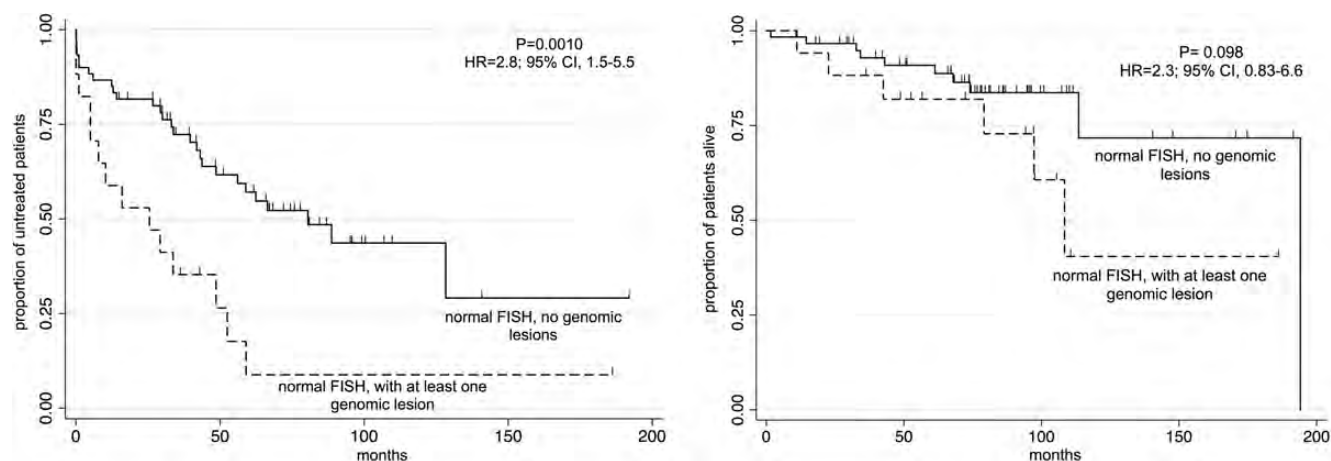 P=0.0010
HR=2.8; 95% CI, 1.5-5.5
proportion of untreated patients
1.00
0.75
0.50
0.25
0.00
normal FISH, no genomic
lesions
normal FISH, with at least one
genomic lesion
0
50
100
150
200
months
P= 0.098
HR=2.3; 95% CI, 0.83-6.6
proportion of patients alive
1.00
0.75
0.50
0.25
0.00
normal FISH, no genomic
lesions
normal FISH, with at least one
genomic lesion
0
50
100
150
200
months